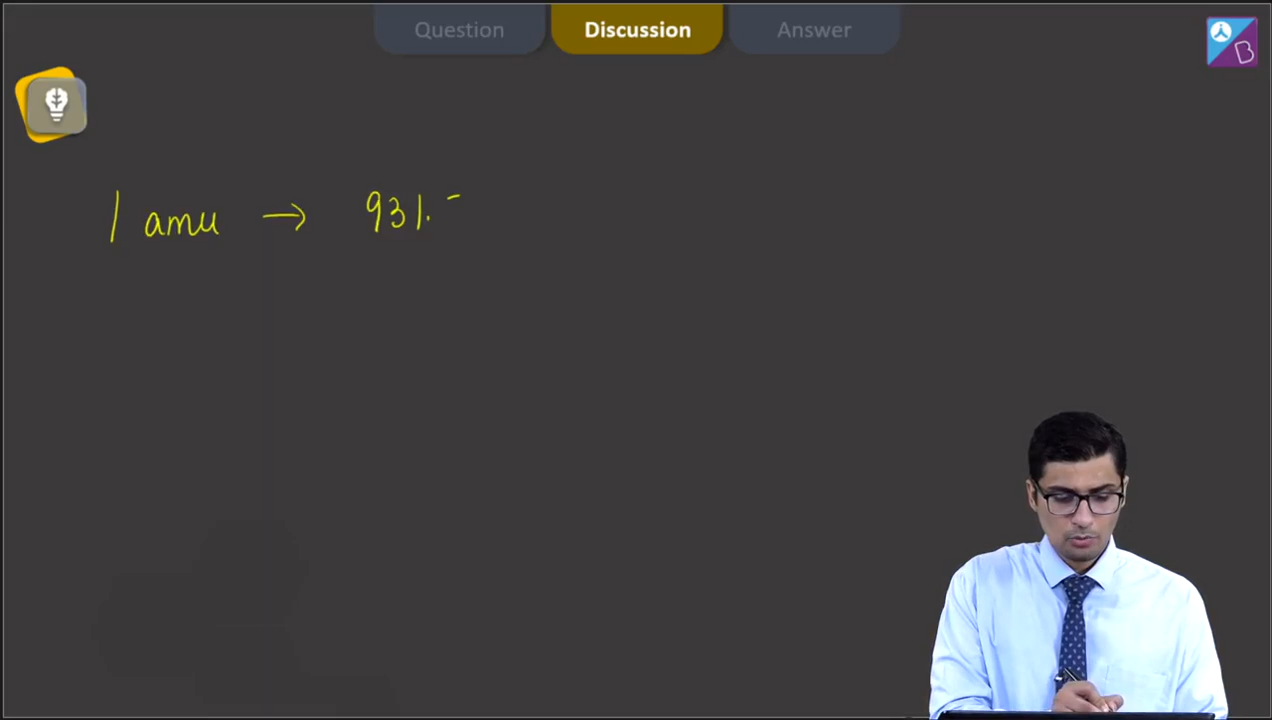 Question Discussion Answer
B
1 amu → 931.